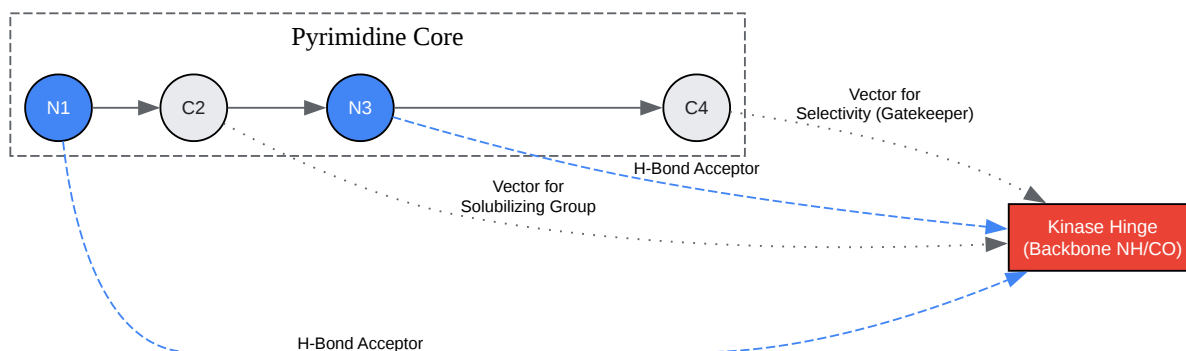 Pyrimidine Core
N1
C2
N3
C4
Vector for
Selectivity (Gatekeeper)
H-Bond Acceptor
Vector for
Solubilizing Group
Kinase Hinge
(Backbone NH/CO)
H-Bond Acceptor